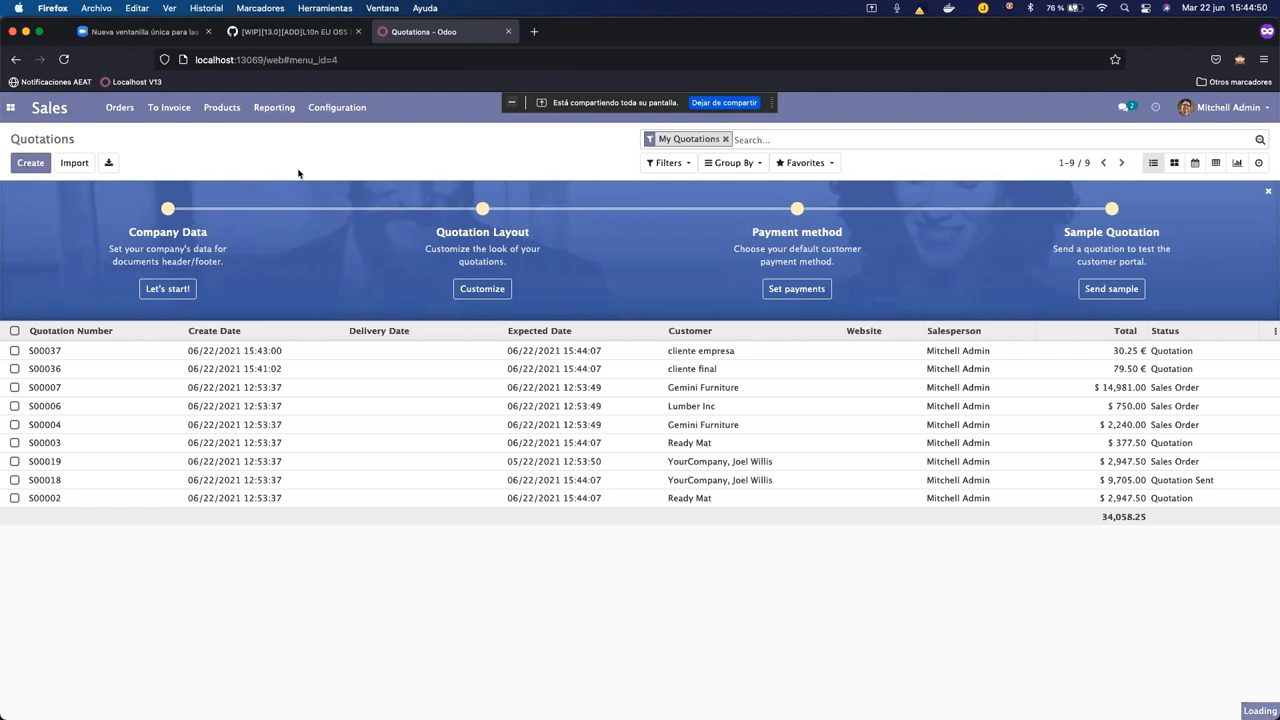 Firefox Archivo Editar Ver Historial Marcadores Herramientas Ventana Ayuda 76 % Mar 22 jun 15:44:50
Nueva ventanilla única para las × [WIP][13.0][ADD]L10n EU OSS × Quotations - Odoo × +
localhost:13069/web#menu_id=4
Notificaciones AEAT Localhost V13 Otros marcadores
Sales Orders To Invoice Products Reporting Configuration Está compartiendo toda su pantalla. Dejar de compartir 2 Mitchell Admin
Quotations My Quotations × Search...
Create Import Filters Group By Favorites 1-9 / 9
Company Data Quotation Layout Payment method Sample Quotation
Set your company's data for Customize the look of your Choose your default customer Send a quotation to test the
documents header/footer. quotations. payment method. customer portal.
Let's start! Customize Set payments Send sample
Quotation Number Create Date Delivery Date Expected Date Customer Website Salesperson Total Status
S00037 06/22/2021 15:43:00 06/22/2021 15:44:07 cliente empresa Mitchell Admin 30.25 € Quotation
S00036 06/22/2021 15:41:02 06/22/2021 15:44:07 cliente final Mitchell Admin 79.50 € Quotation
S00007 06/22/2021 12:53:37 06/22/2021 12:53:49 Gemini Furniture Mitchell Admin $ 14,981.00 Sales Order
S00006 06/22/2021 12:53:37 06/22/2021 12:53:49 Lumber Inc Mitchell Admin $ 750.00 Sales Order
S00004 06/22/2021 12:53:37 06/22/2021 12:53:49 Gemini Furniture Mitchell Admin $ 2,240.00 Sales Order
S00003 06/22/2021 12:53:37 06/22/2021 15:44:07 Ready Mat Mitchell Admin $ 377.50 Quotation
S00019 06/22/2021 12:53:37 05/22/2021 12:53:50 YourCompany, Joel Willis Mitchell Admin $ 2,947.50 Sales Order
S00018 06/22/2021 12:53:37 06/22/2021 15:44:07 YourCompany, Joel Willis Mitchell Admin $ 9,705.00 Quotation Sent
S00002 06/22/2021 12:53:37 06/22/2021 15:44:07 Ready Mat Mitchell Admin $ 2,947.50 Quotation
34,058.25
Loading